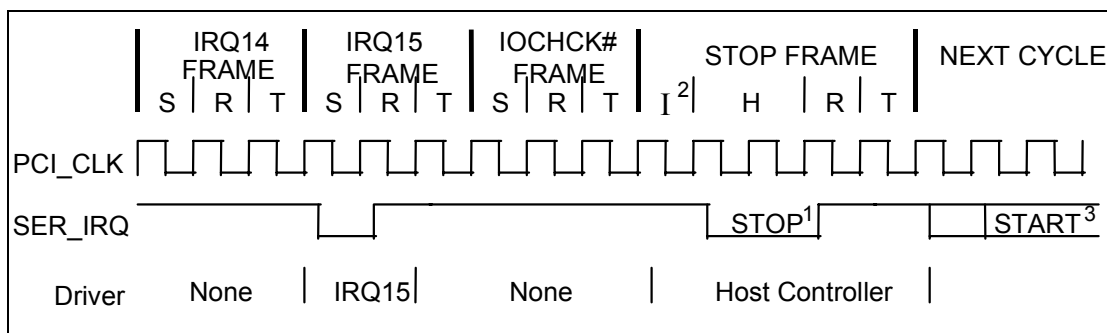 IRQ14 FRAME IRQ15 FRAME IOCHCK# FRAME STOP FRAME NEXT CYCLE
S R T S R T S R T I 2 H R T
PCI_CLK
SER_IRQ STOP1 START3
Driver None IRQ15 None Host Controller